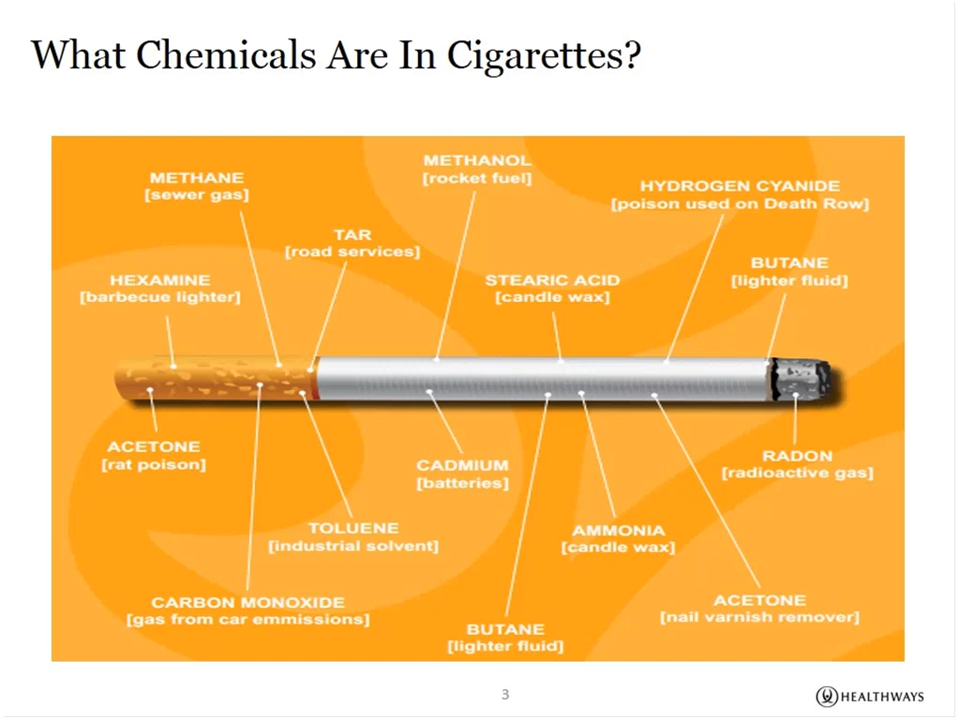 What Chemicals Are In Cigarettes?
METHANOL
[rocket fuel]
METHANE
[sewer gas]
HYDROGEN CYANIDE
[poison used on Death Row]
TAR
[road services]
BUTANE
[lighter fluid]
HEXAMINE
[barbecue lighter]
STEARIC ACID
[candle wax]
ACETONE
[rat poison]
CADMIUM
[batteries]
RADON
[radioactive gas]
TOLUENE
[industrial solvent]
AMMONIA
[candle wax]
CARBON MONOXIDE
[gas from car emmissions]
BUTANE
[lighter fluid]
ACETONE
[nail varnish remover]
3
HEALTHWAYS